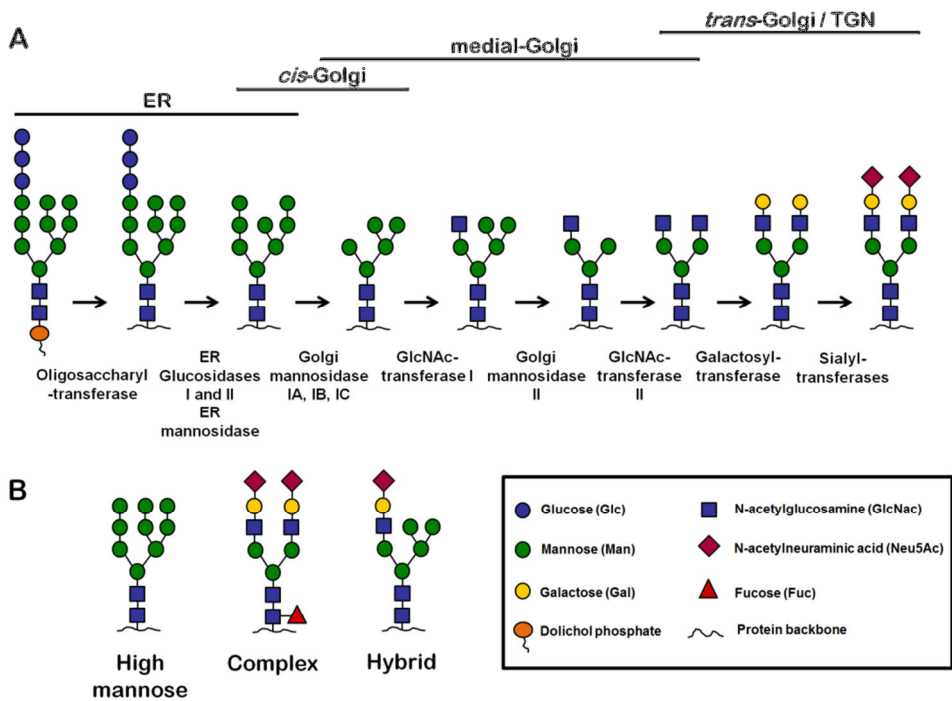 A
trans-Golgi / TGN
medial-Golgi
cis-Golgi
ER
Oligosaccharyl
-transferase
ER
Glucosidases
I and II
ER
mannosidase
Golgi
mannosidase
IA, IB, IC
GlcNAc-
transferase I
Golgi
mannosidase
II
GlcNAc-
transferase
II
Galactosyl-
transferase
Sialyl-
transferases
B
High
mannose
Complex
Hybrid
Glucose (Glc)
N-acetylglucosamine (GlcNac)
Mannose (Man)
N-acetylneuraminic acid (Neu5Ac)
Galactose (Gal)
Fucose (Fuc)
Dolichol phosphate
Protein backbone